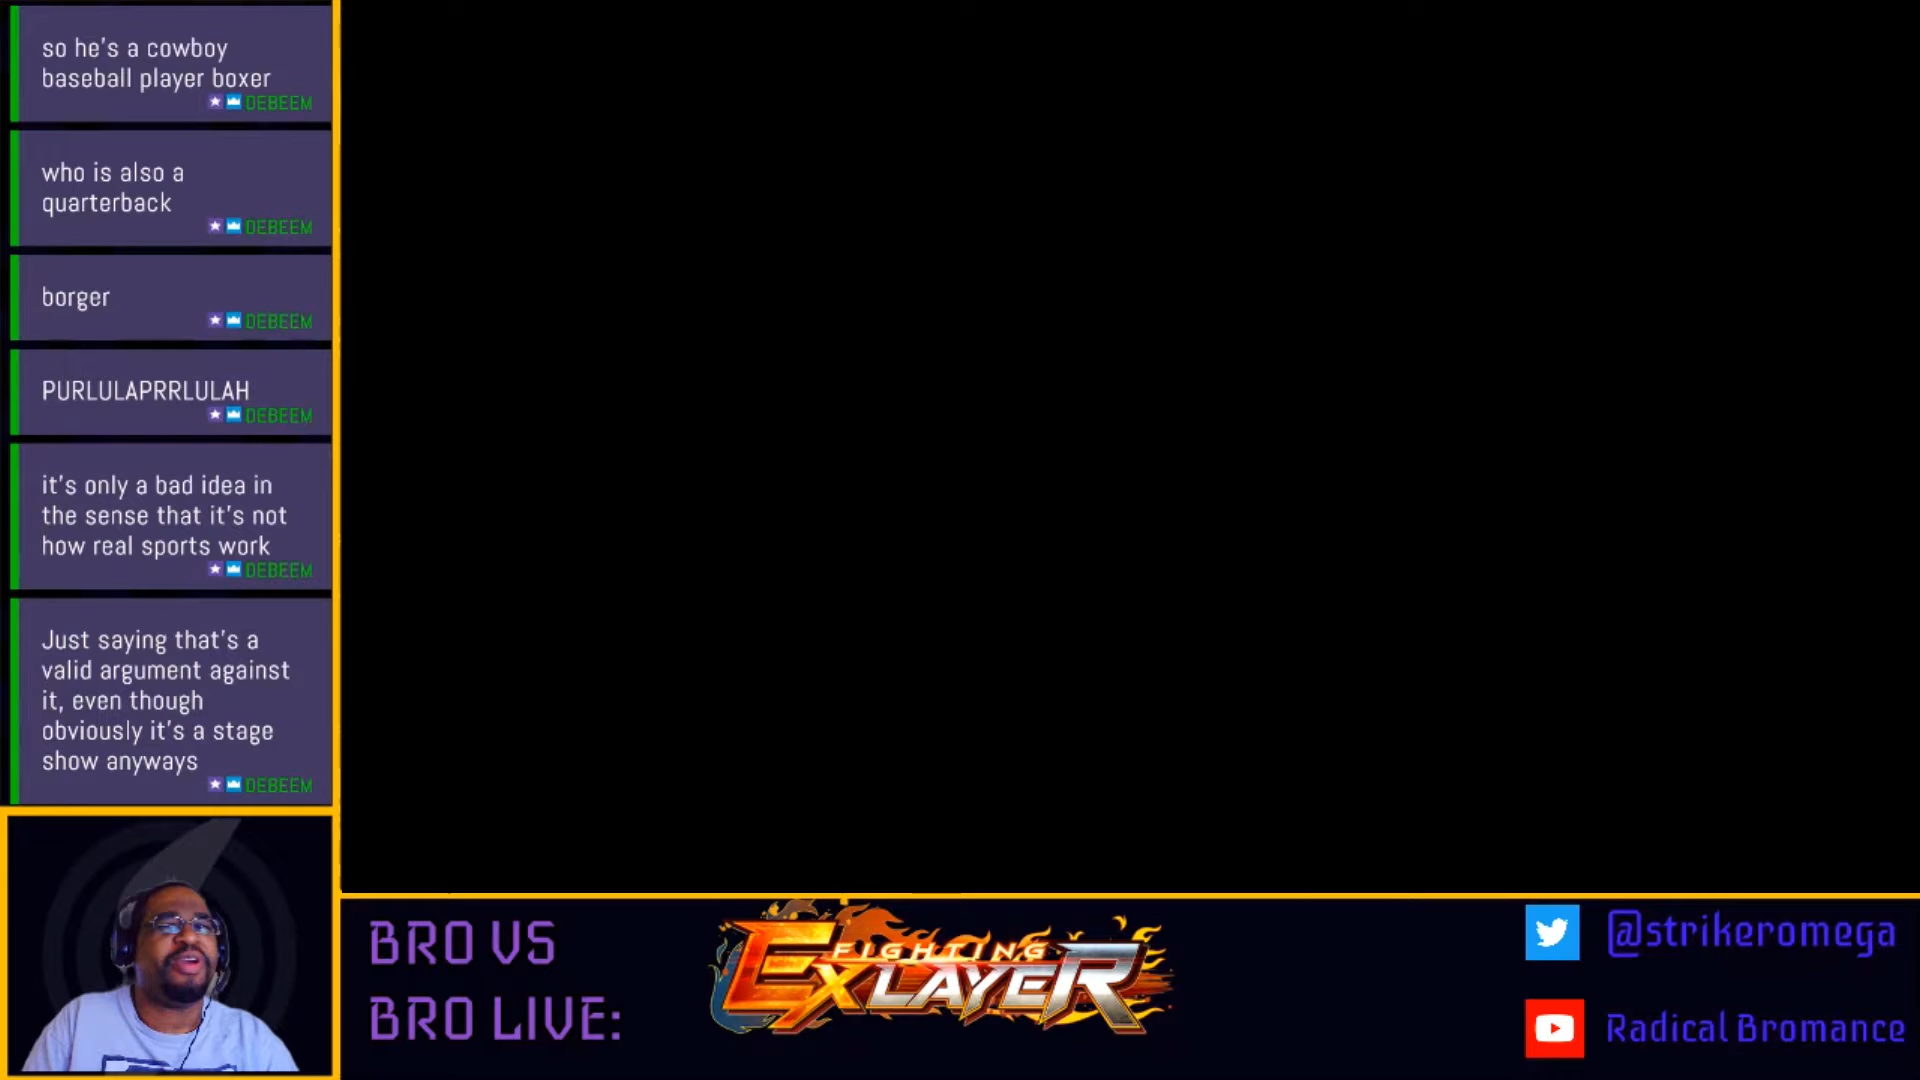 so he's a cowboy
baseball player boxer
DEBEEM
who is also a
quarterback
DEBEEM
borger
DEBEEM
PURLULAPRRLULAH
DEBEEM
it's only a bad idea in
the sense that it's not
how real sports work
DEBEEM
Just saying that's a
valid argument against
it, even though
obviously it's a stage
show anyways
DEBEEM
BRO VS
BRO LIVE:
FIGHTING
EX LAYER
@strikeromega
Radical Bromance